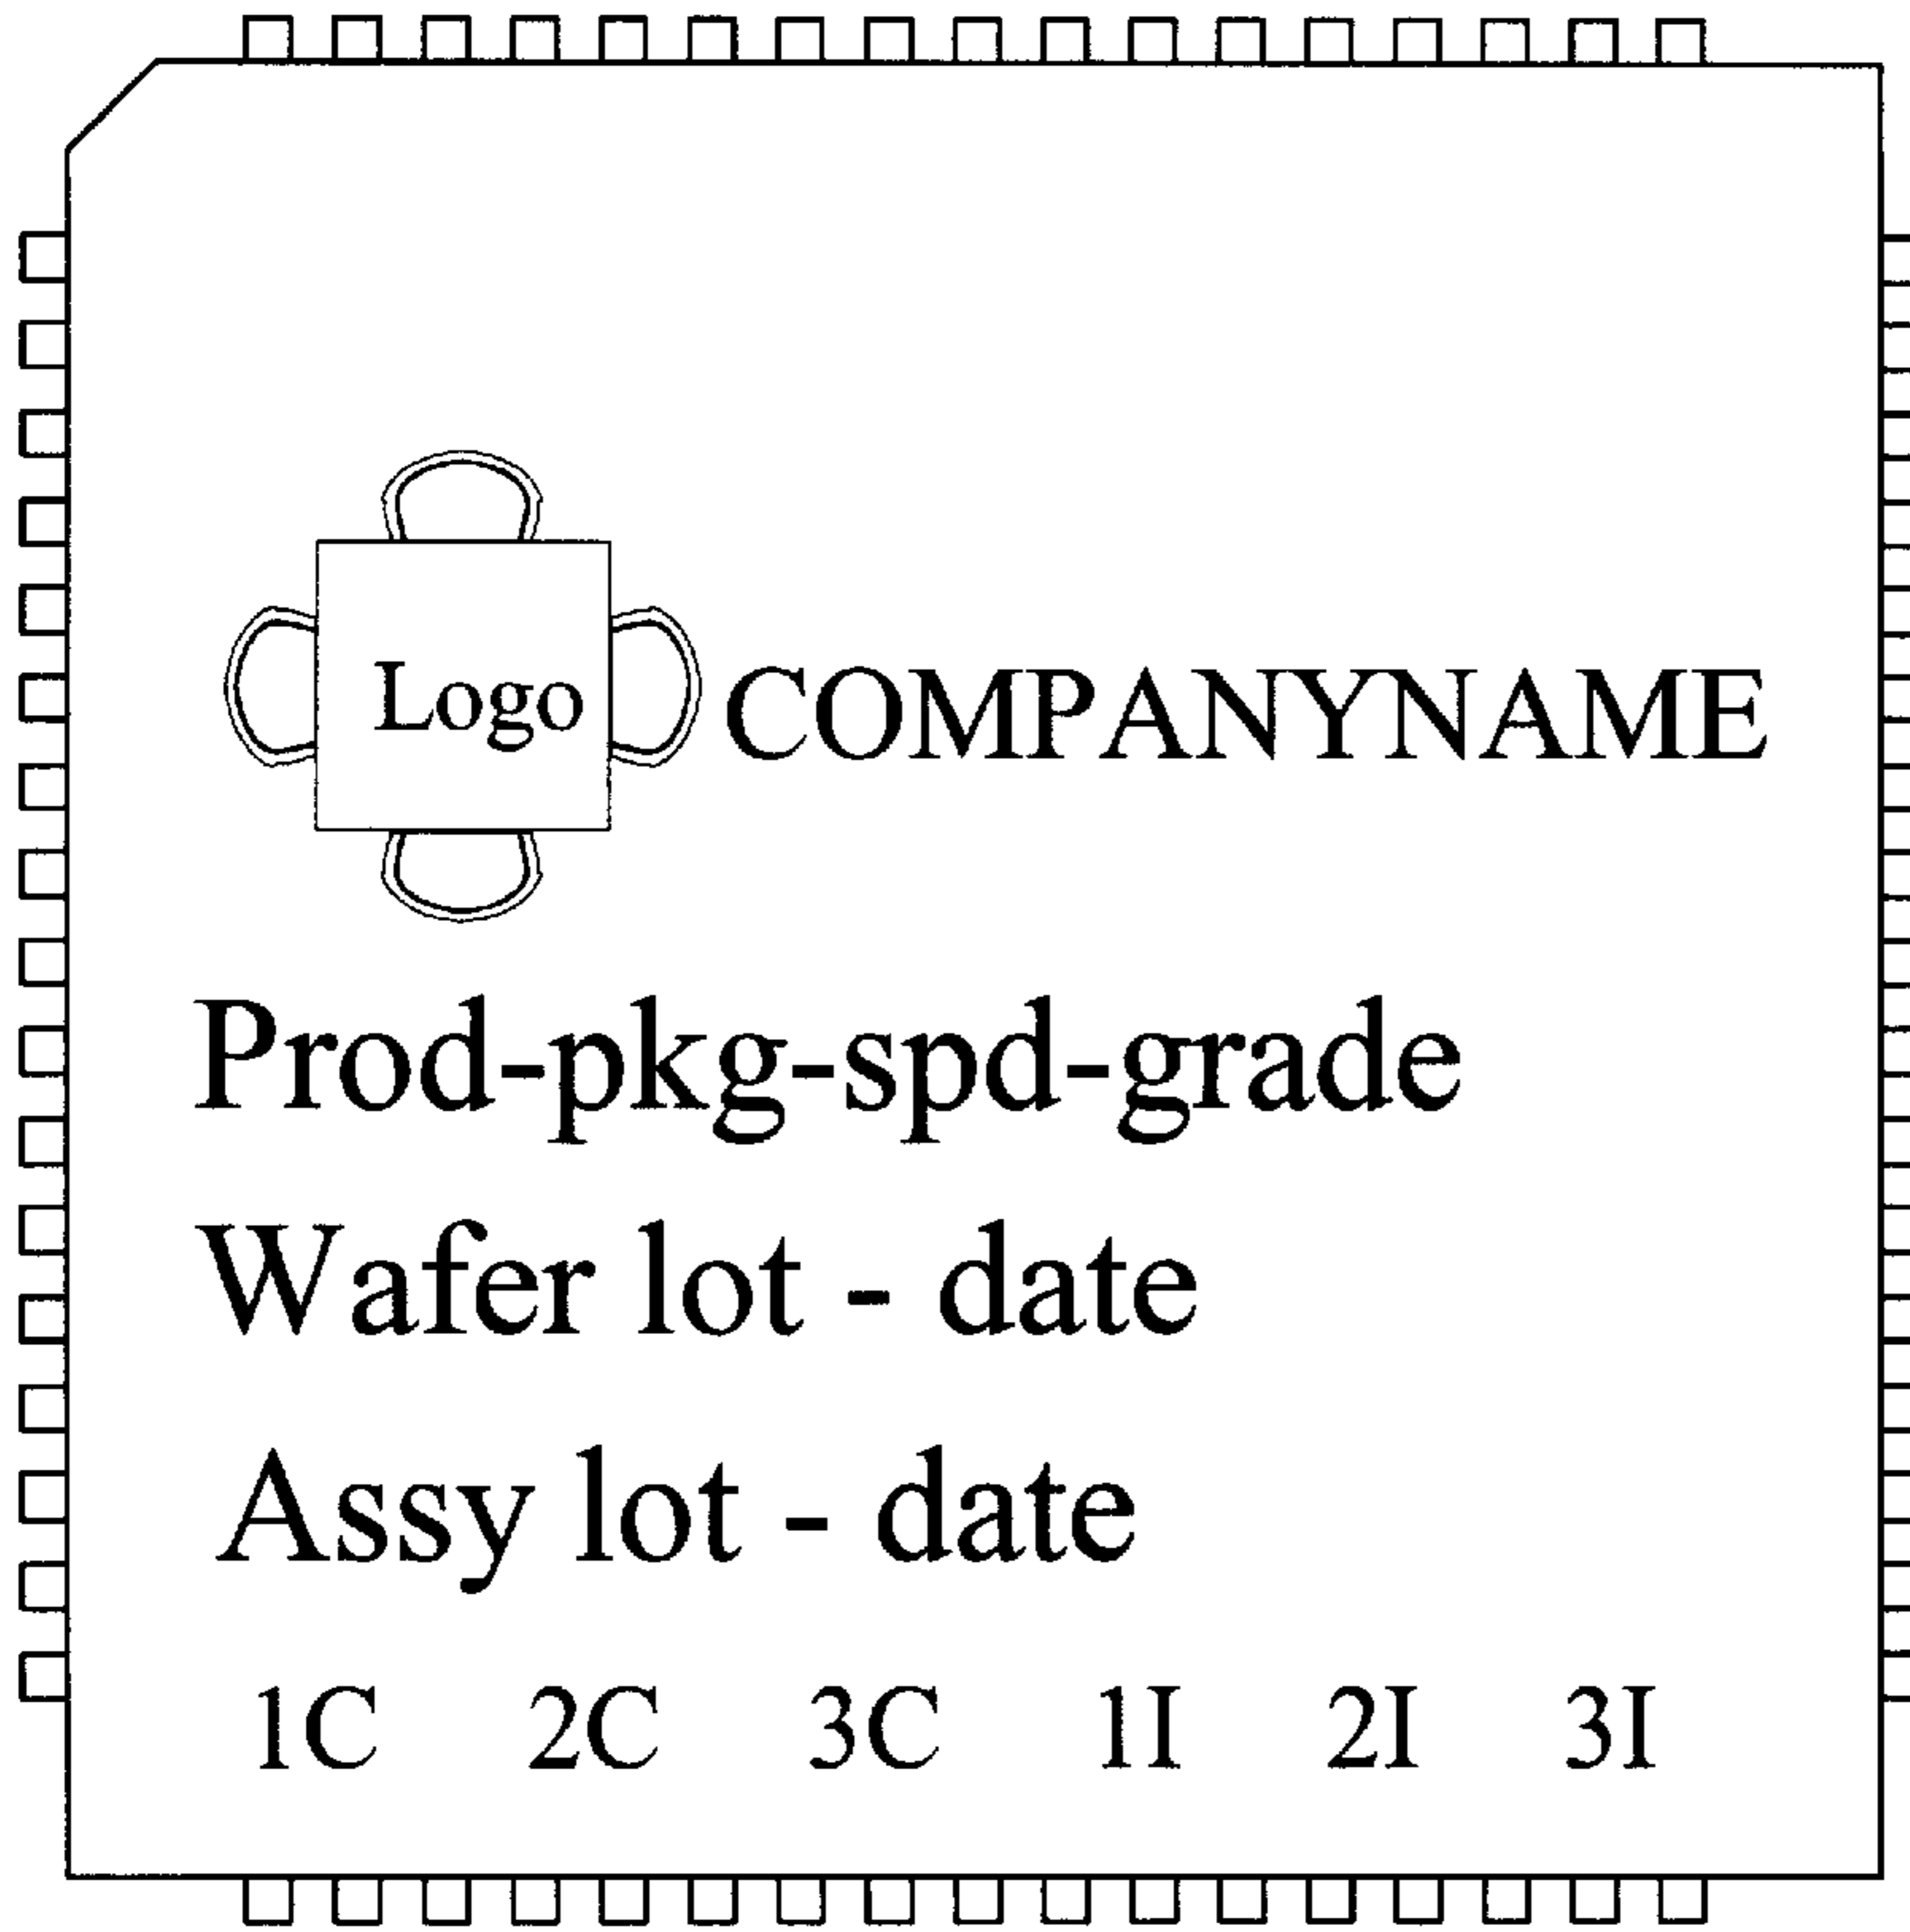 Logo COMPANYNAME
Prod-pkg-spd-grade
Wafer lot - date
Assy lot - date
1C 2C 3C 1I 2I 3I